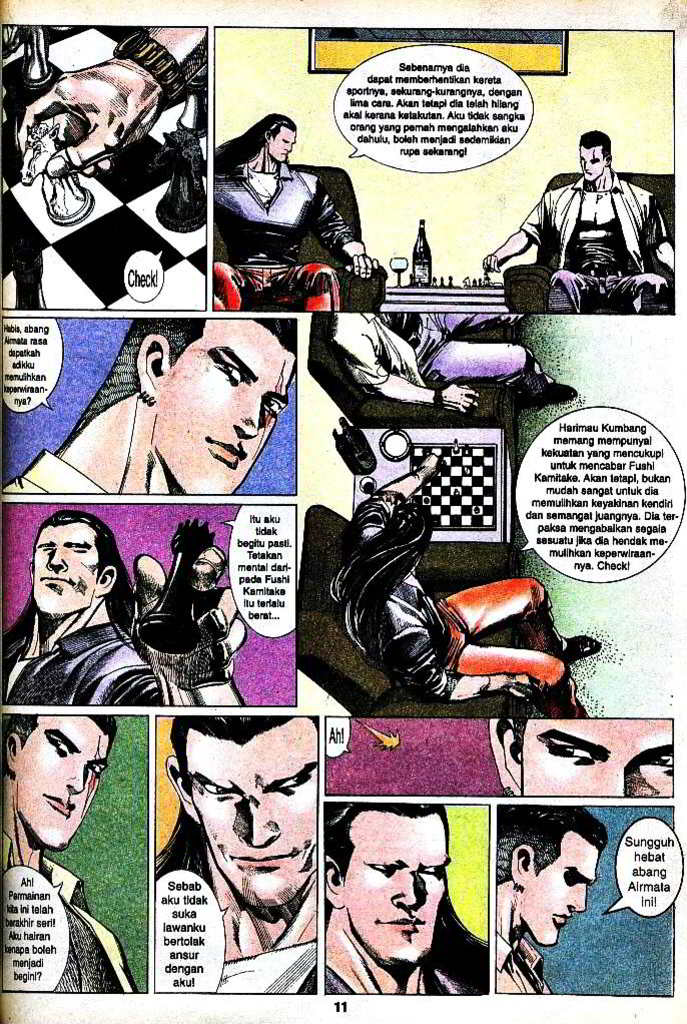 Check!
Sebenarnya dia
dapat memberhentikan kereta
sportnya, sekurang-kurangnya, dengan
lima cara. Akan tetapi dia telah hilang
akal kerana ketakutan. Aku tidak sangka
orang yang pernah mengalahkan aku
dahulu, boleh menjadi sedemikian
rupa sekarang!
Habis, abang
Airmata rasa
dapatkah
adikku
memulihkan
keperwiraan-
nya?
Harimau Kumbang
memang mempunyai
kekuatan yang mencukupi
untuk mencabar Fushi
Kamitake. Akan tetapi, bukan
mudah sangat untuk dia
memulihkan keyakinan kendiri
dan semangat juangnya. Dia ter-
paksa mengabaikan segala
sesuatu jika dia hendak me-
mulihkan keperwiraan-
nya. Check!
Itu aku
tidak
begitu pasti.
Tetakan
mental dari-
pada Fushi
Kamitake
itu terlalu
berat...
Ah!
Ah!
Permainan
kita ini telah
berakhir seri!
Aku hairan
kenapa boleh
menjadi
begini?
Sebab
aku tidak
suka
lawanku
bertolak
ansur
dengan
aku!
Sungguh
hebat
abang
Airmata
ini!
11